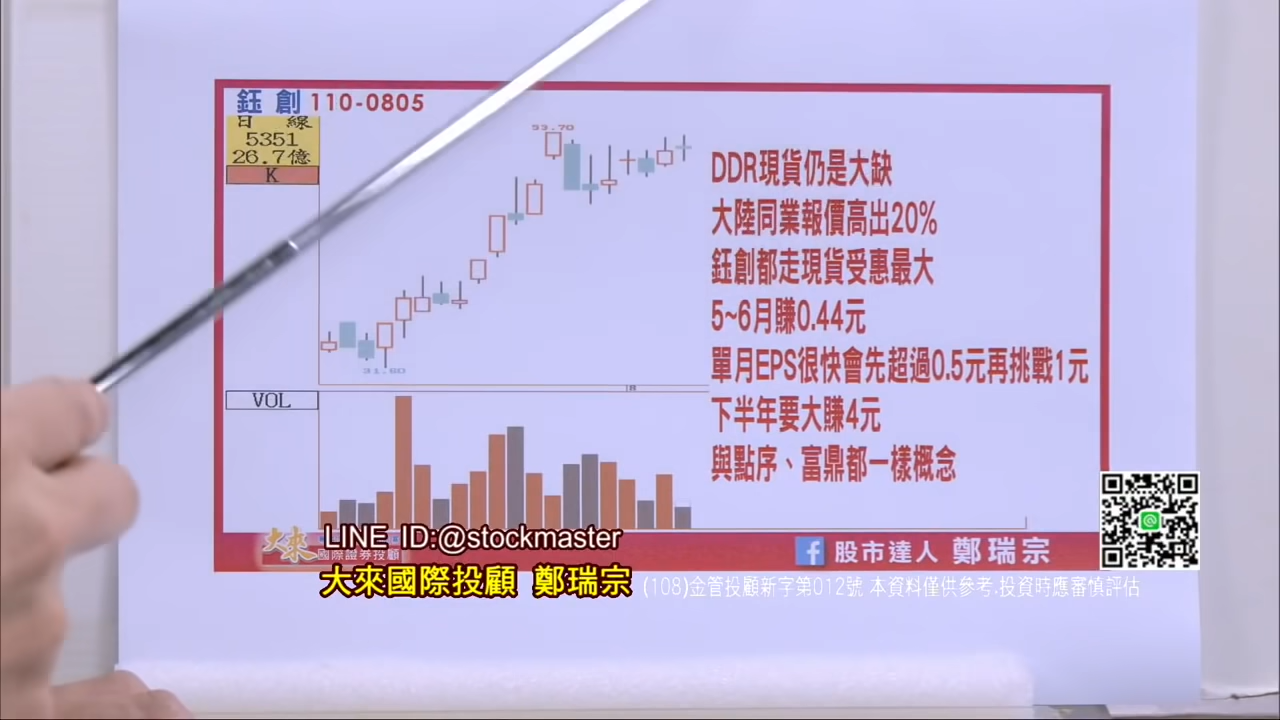 鈺創 110-0805
日線
5351
26.7億
K
53.70
31.80
VOL
DDR現貨仍是大缺
大陸同業報價高出20%
鈺創都走現貨受惠最大
5~6月賺0.44元
單月EPS很快會先超過0.5元再挑戰1元
下半年要大賺4元
與點序、富鼎都一樣概念
大來
國際證券投顧
LINE ID:@stockmaster
股市達人 鄭瑞宗
大來國際投顧 鄭瑞宗 (108)金管投顧新字第012號 本資料僅供參考,投資時應審慎評估